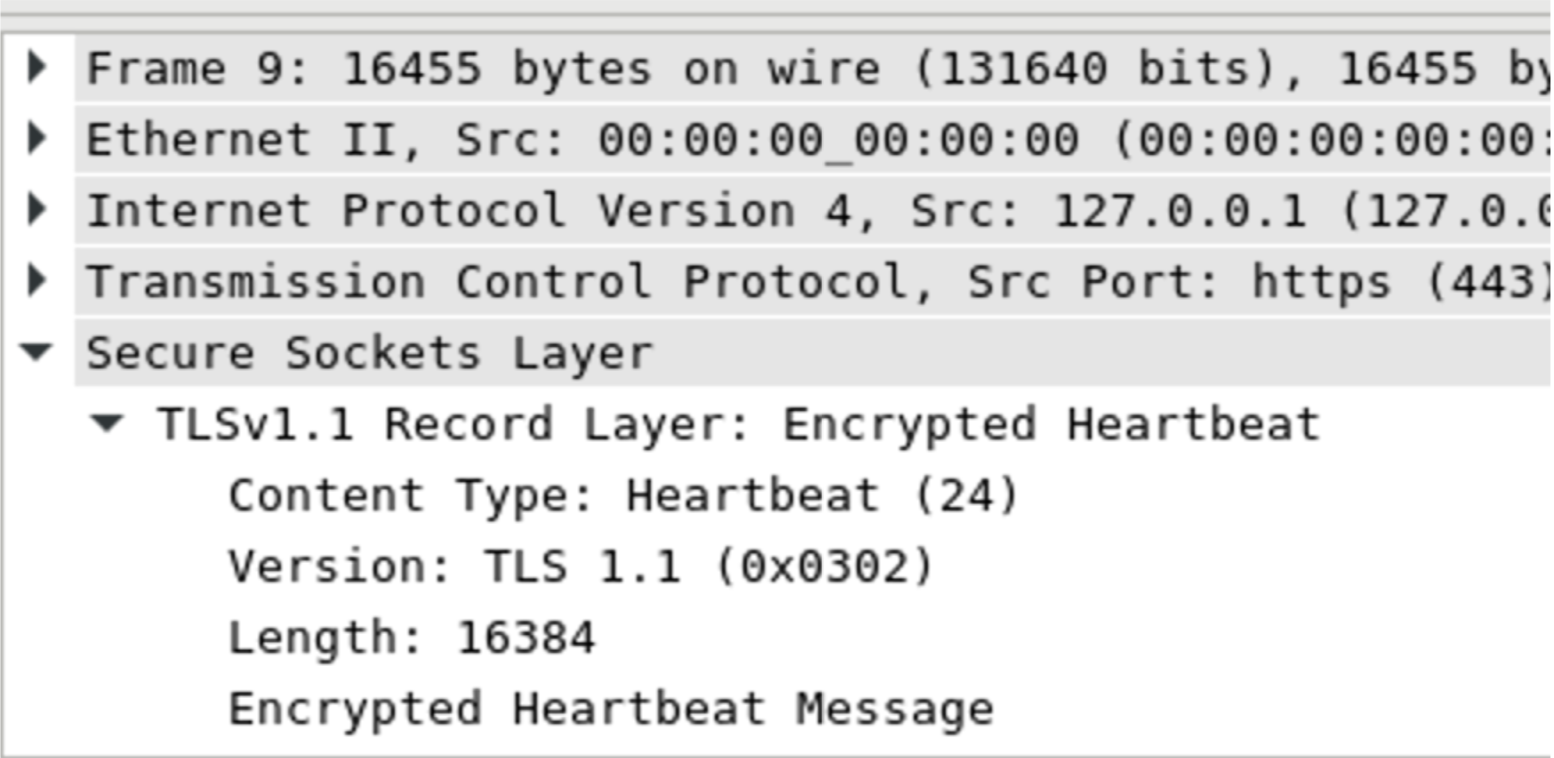 Frame 9: 16455 bytes on wire (131640 bits), 16455 by
Ethernet II, Src: 00:00:00_00:00:00 (00:00:00:00:00:
Internet Protocol Version 4, Src: 127.0.0.1 (127.0.0
Transmission Control Protocol, Src Port: https (443)
Secure Sockets Layer
TLSv1.1 Record Layer: Encrypted Heartbeat
Content Type: Heartbeat (24)
Version: TLS 1.1 (0x0302)
Length: 16384
Encrypted Heartbeat Message